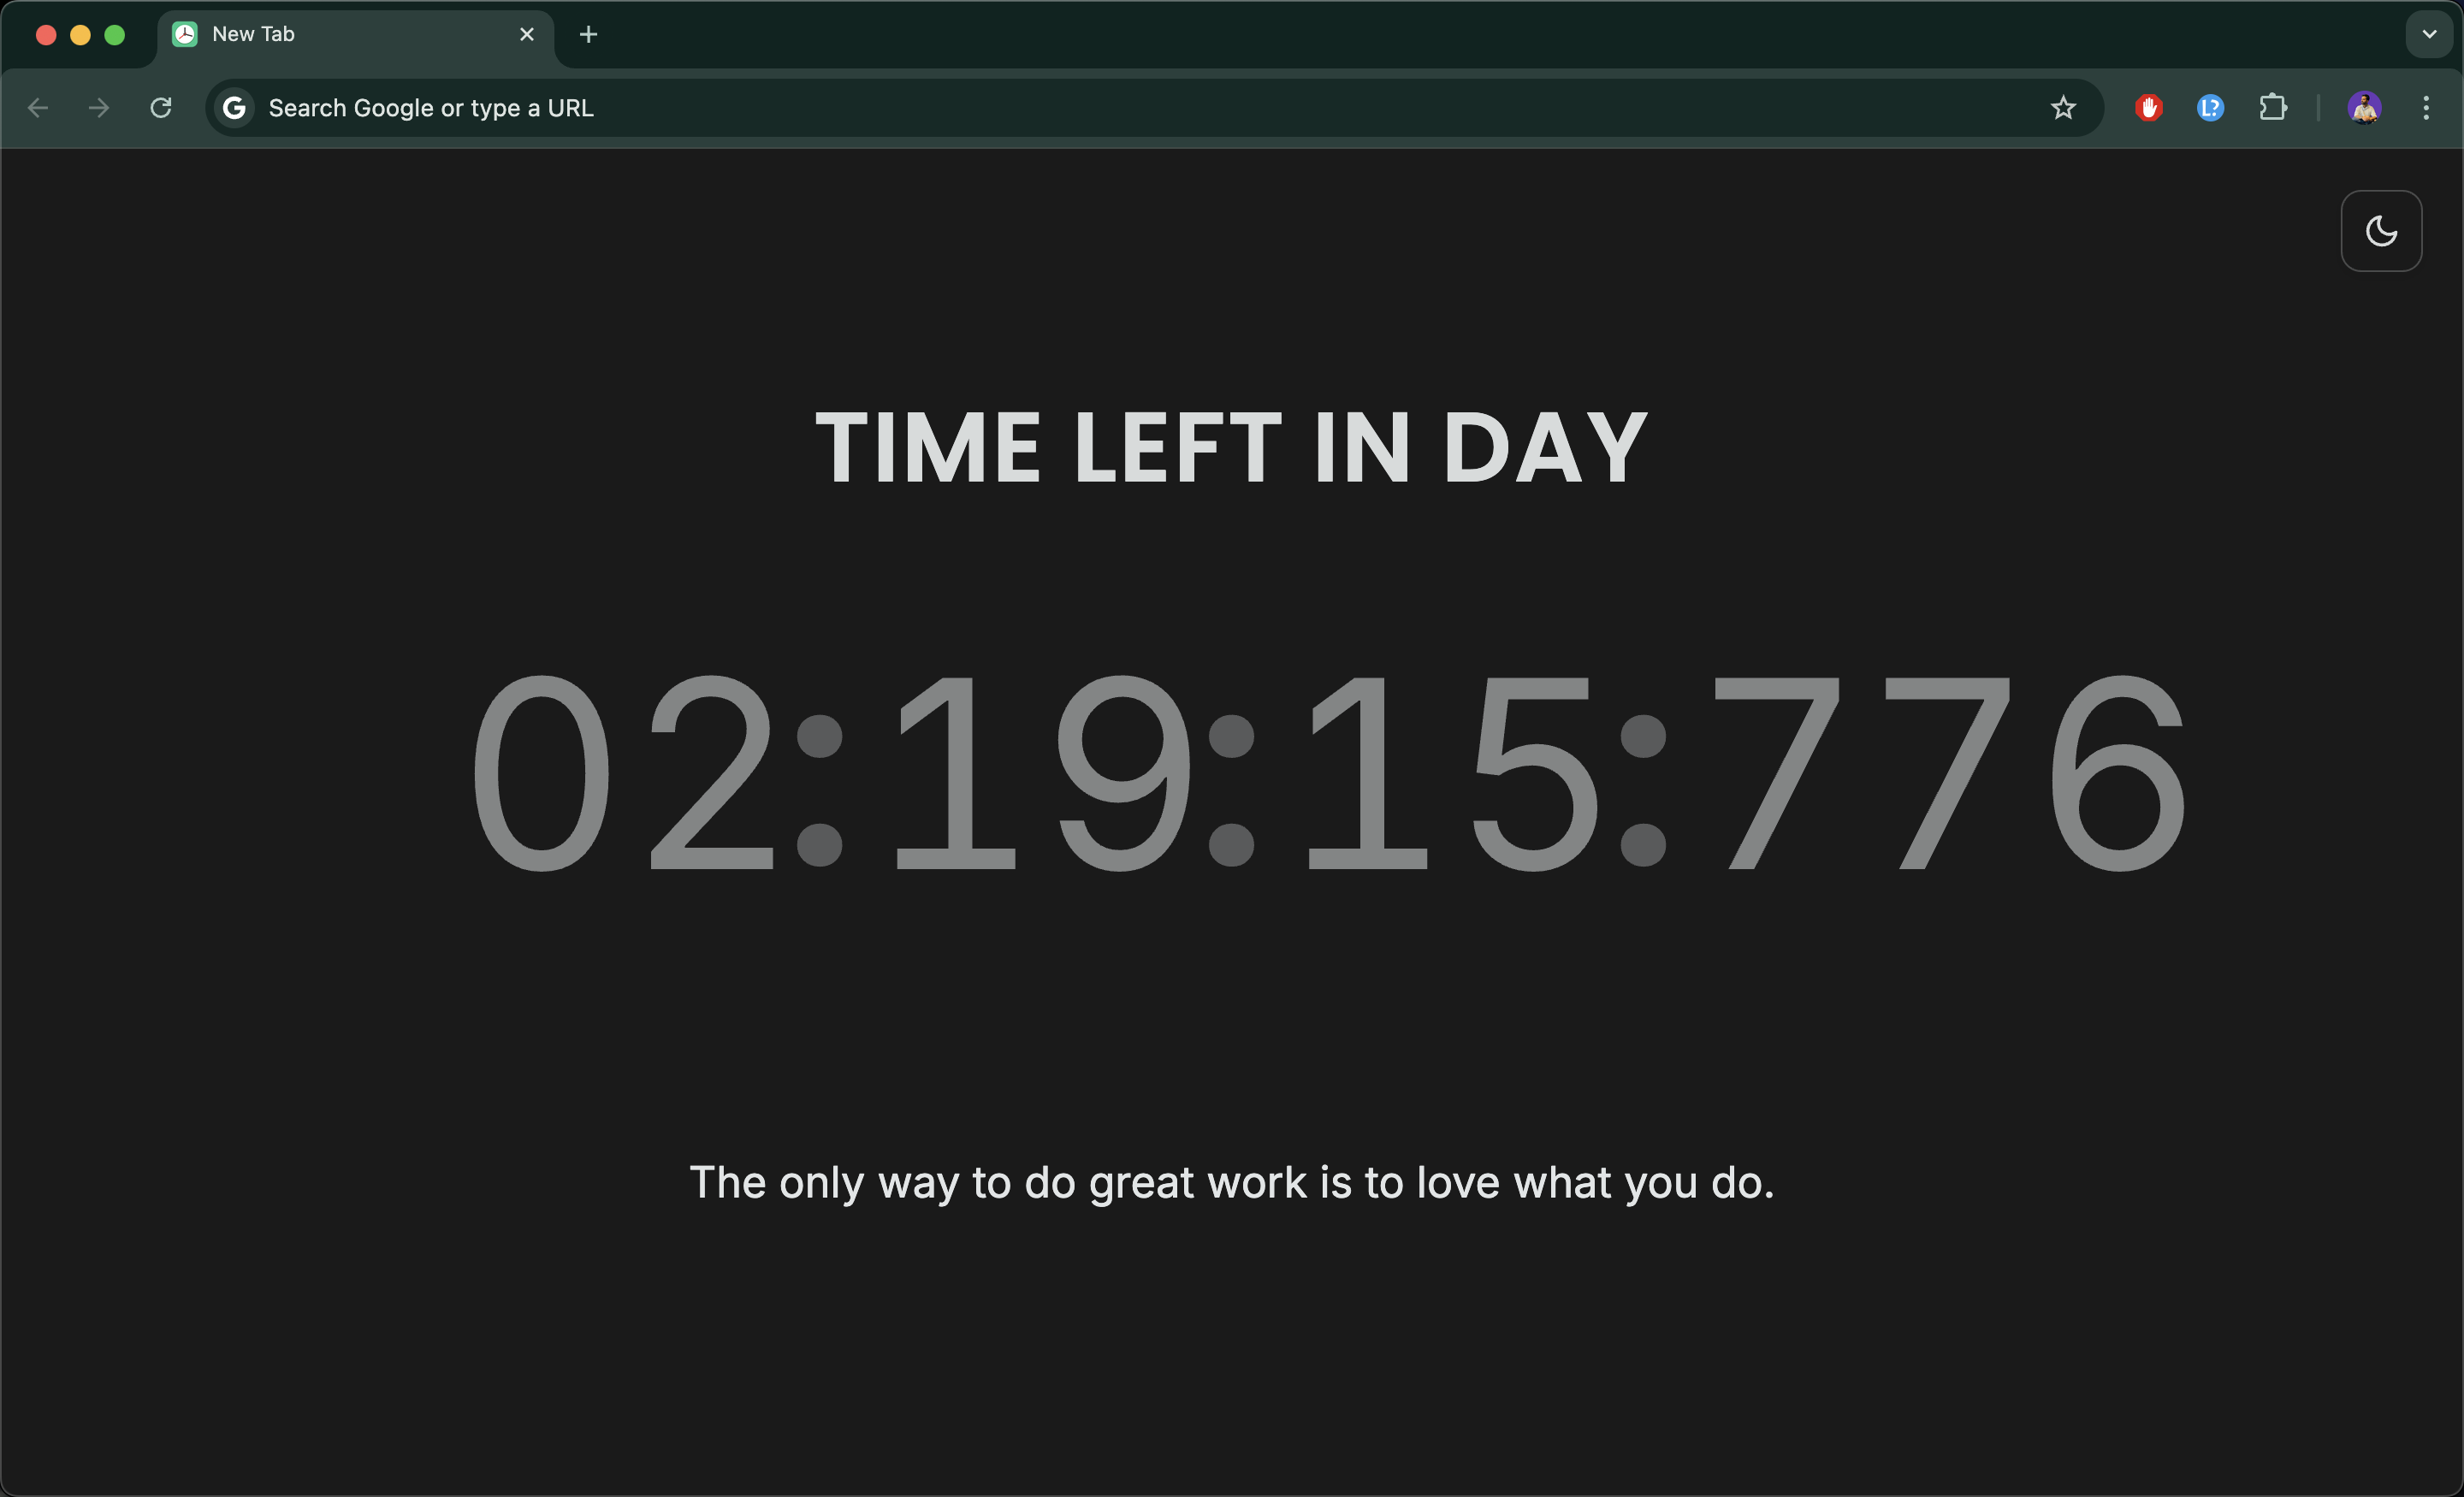 New Tab
Search Google or type a URL
L?
TIME LEFT IN DAY
02:19:15:776
The only way to do great work is to love what you do.